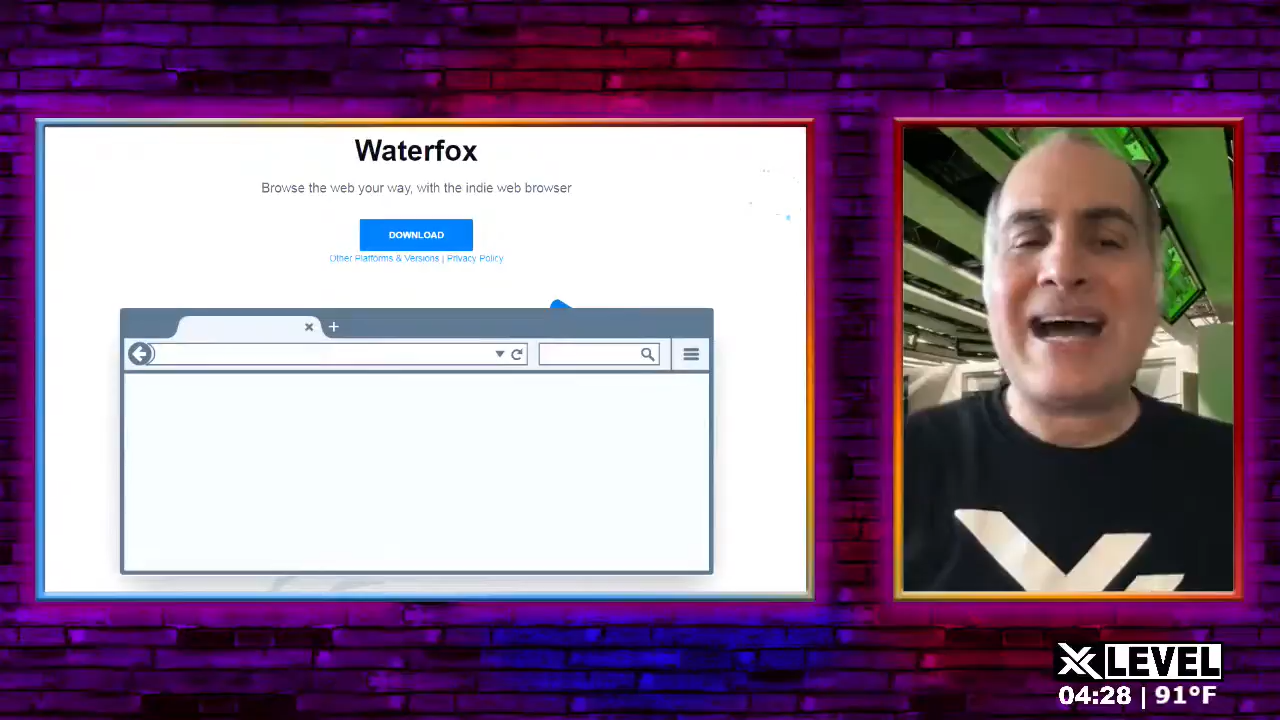 Waterfox
Browse the web your way, with the indie web browser
DOWNLOAD
Other Platforms & Versions | Privacy Policy
X LEVEL
04:28 | 91°F